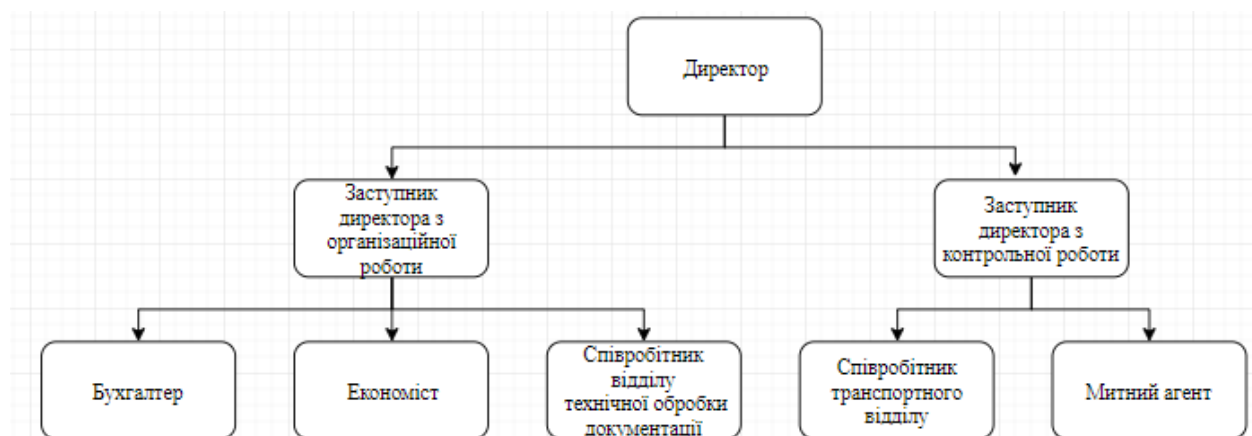 Директор
Заступник
директора з
організаційної
роботи
Заступник
директора з
контрольної роботи
Бухгалтер
Економіст
Співробітник
відділу
технічної обробки
документації
Співробітник
транспортного
відділу
Митний агент